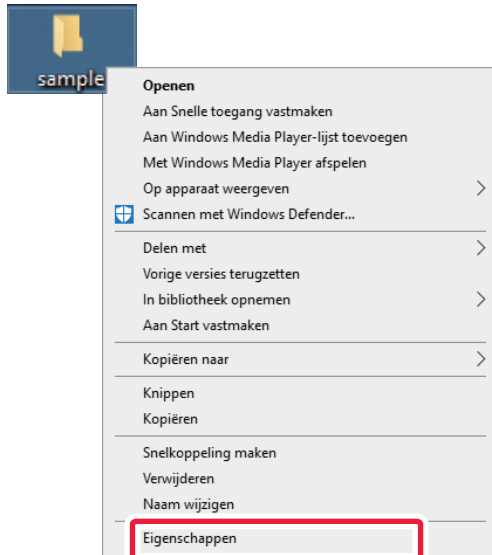 sample
Openen
Aan Snelle toegang vastmaken
Aan Windows Media Player-lijst toevoegen
Met Windows Media Player afspelen
Op apparaat weergeven
Scannen met Windows Defender...
Delen met
Vorige versies terugzetten
In bibliotheek opnemen
Aan Start vastmaken
Kopiëren naar
Knippen
Kopiëren
Snelkoppeling maken
Verwijderen
Naam wijzigen
Eigenschappen